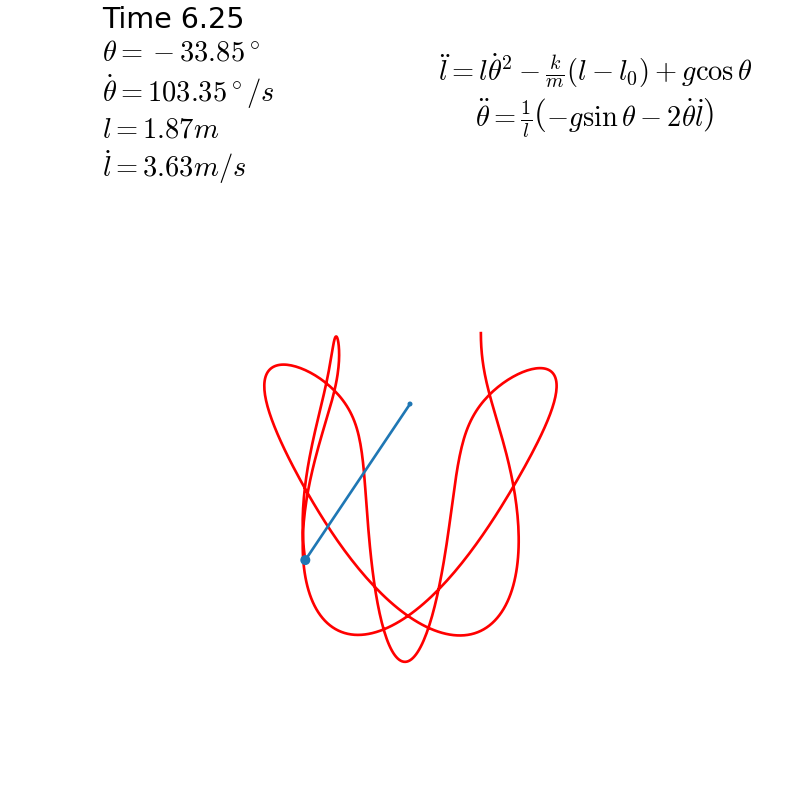 Time 6.25
θ = −33.85°
θ̇ = 103.35°/s
l = 1.87m
l̇ = 3.63m/s
l̈ = lθ̇² − k/m(l − l₀) + g cos θ
θ̈ = 1/l(−g sin θ − 2θ̇l̇)